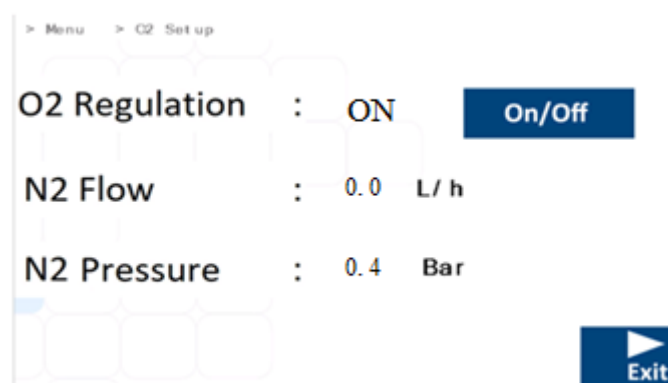 > Menu > O2 Set up
O2 Regulation : ON On/Off
N2 Flow : 0.0 L/ h
N2 Pressure : 0.4 Bar
Exit